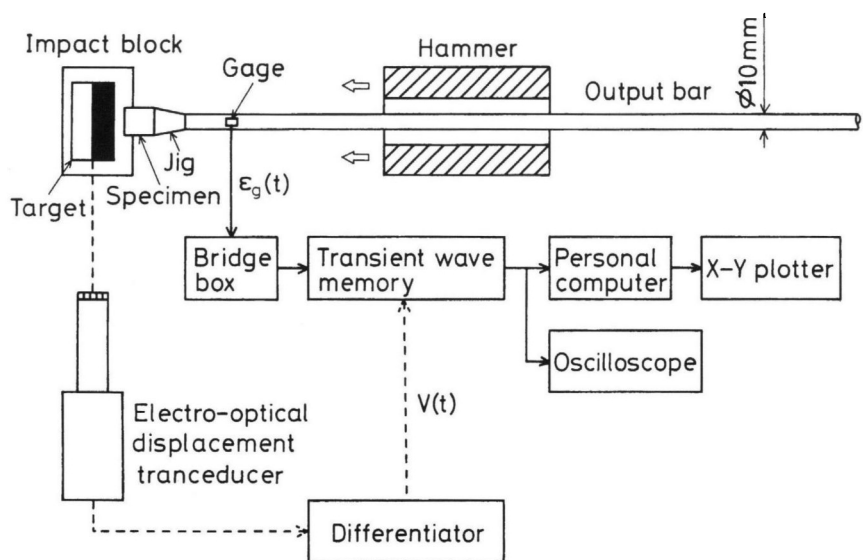 Impact block
Gage
Hammer
Output bar
Ø10mm
Jig
Specimen
Target
εg(t)
Bridge
box
Transient wave
memory
Personal
computer
X-Y plotter
Oscilloscope
V(t)
Electro-optical
displacement
tranceducer
Differentiator